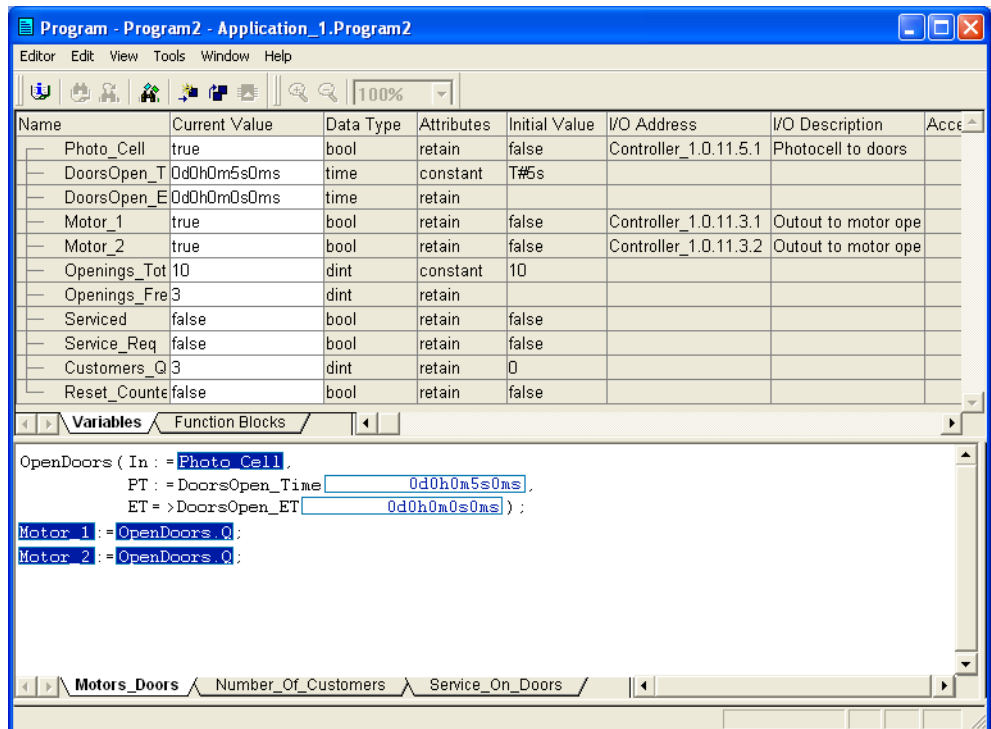 Program - Program2 - Application_1.Program2
Editor Edit View Tools Window Help
100%
Name Current Value Data Type Attributes Initial Value I/O Address I/O Description Acce
Photo_Cell true bool retain false Controller_1.0.11.5.1 Photocell to doors
DoorsOpen_T 0d0h0m5s0ms time constant T#5s
DoorsOpen_E 0d0h0m0s0ms time retain
Motor_1 true bool retain false Controller_1.0.11.3.1 Outout to motor ope
Motor_2 true bool retain false Controller_1.0.11.3.2 Outout to motor ope
Openings_Tot 10 dint constant 10
Openings_Fre 3 dint retain
Serviced false bool retain false
Service_Req false bool retain false
Customers_Q 3 dint retain 0
Reset_Counte false bool retain false
Variables Function Blocks
OpenDoors(In:=Photo_Cell,
PT:=DoorsOpen_Time 0d0h0m5s0ms,
ET=>DoorsOpen_ET 0d0h0m0s0ms);
Motor_1:=OpenDoors.Q;
Motor_2:=OpenDoors.Q;
Motors_Doors Number_Of_Customers Service_On_Doors